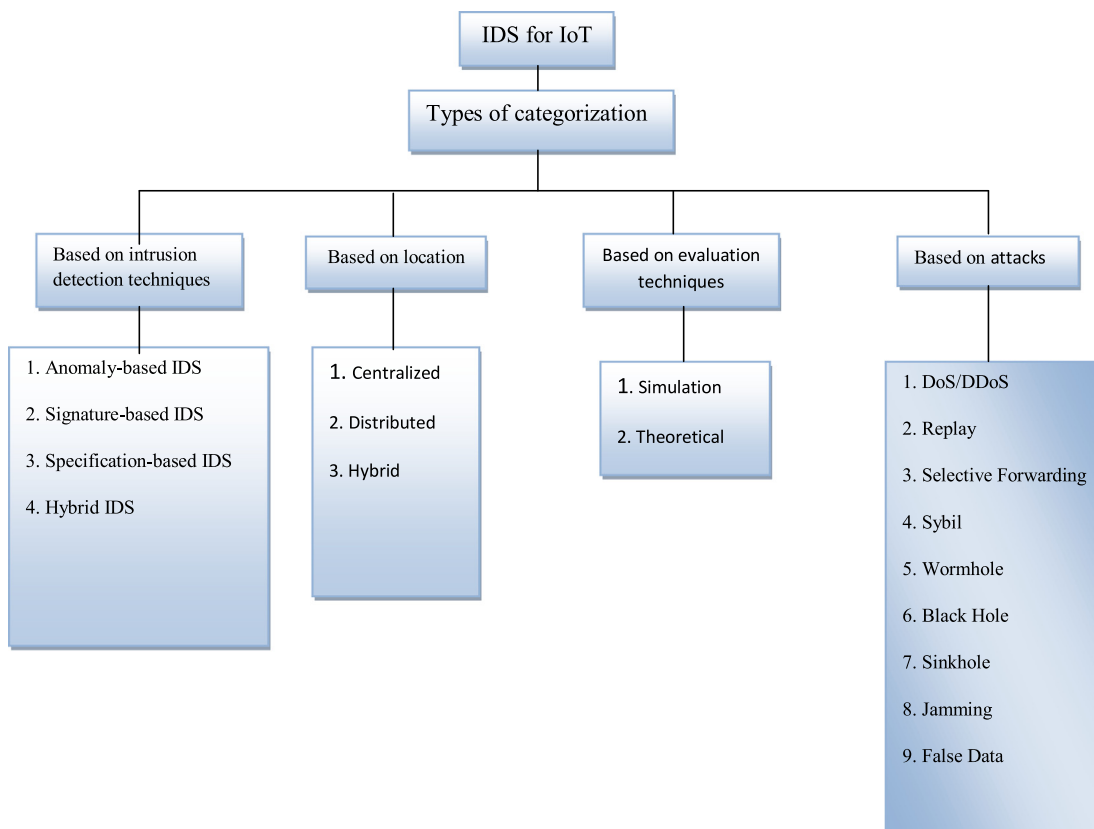 IDS for IoT
Types of categorization
Based on intrusion
detection techniques
1. Anomaly-based IDS
2. Signature-based IDS
3. Specification-based IDS
4. Hybrid IDS
Based on location
1. Centralized
2. Distributed
3. Hybrid
Based on evaluation
techniques
1. Simulation
2. Theoretical
Based on attacks
1. DoS/DDoS
2. Replay
3. Selective Forwarding
4. Sybil
5. Wormhole
6. Black Hole
7. Sinkhole
8. Jamming
9. False Data